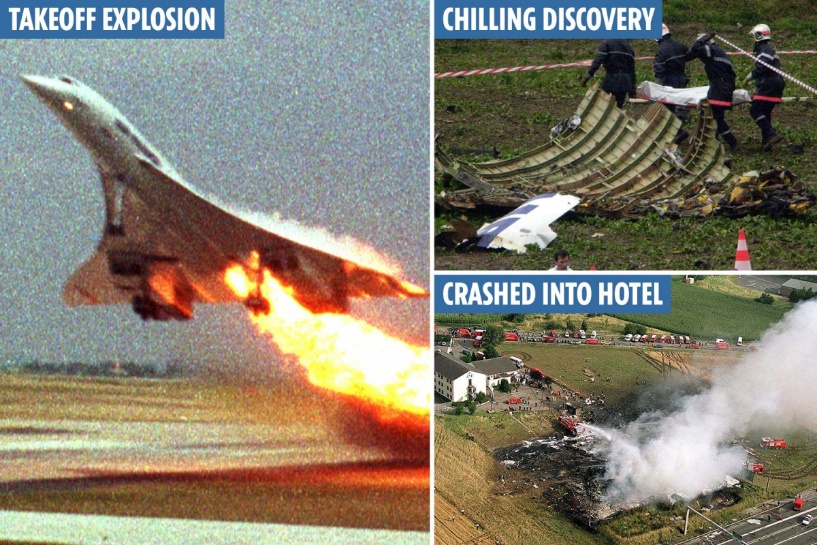 TAKEOFF EXPLOSION
CHILLING DISCOVERY
CRASHED INTO HOTEL